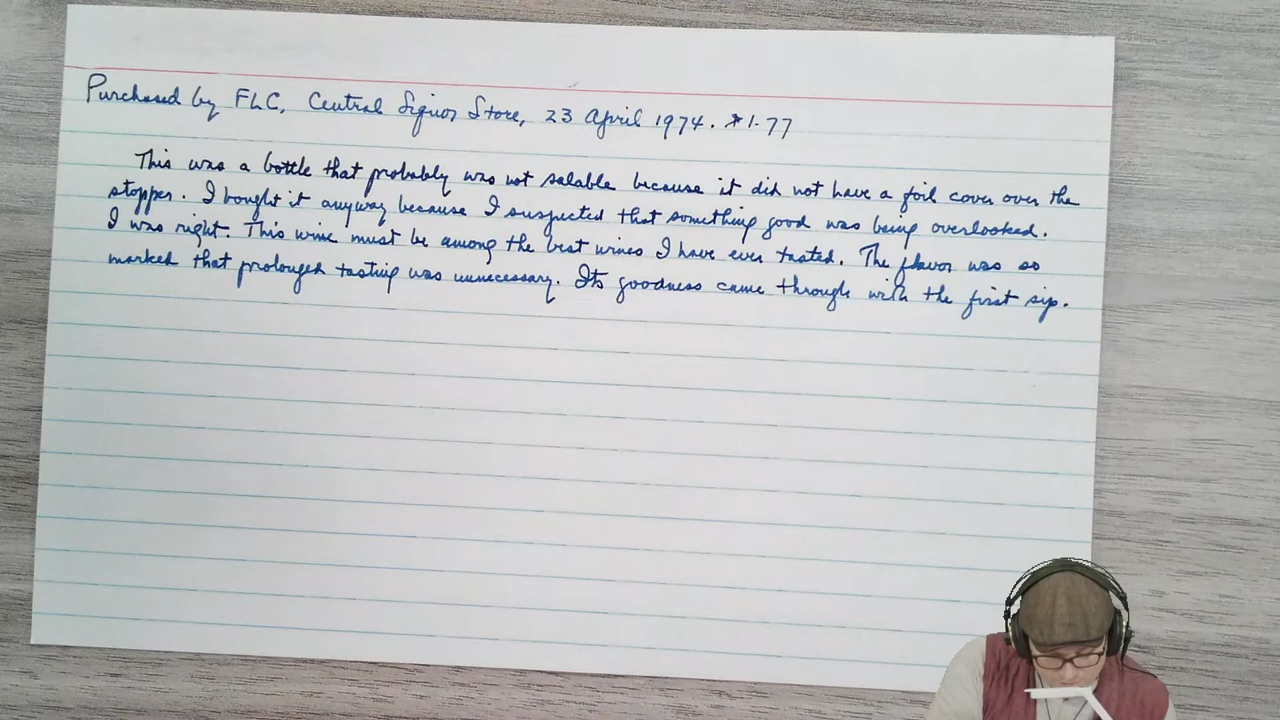 Purchased by FLC, Central Liquor Store, 23 April 1974. $1.77
This was a bottle that probably was not salable because it did not have a foil cover over the
stopper. I bought it anyway because I suspected that something good was being overlooked.
I was right. This wine must be among the best wines I have ever tasted. The flavor was so
marked that prolonged tasting was unnecessary. Its goodness came through with the first sip.